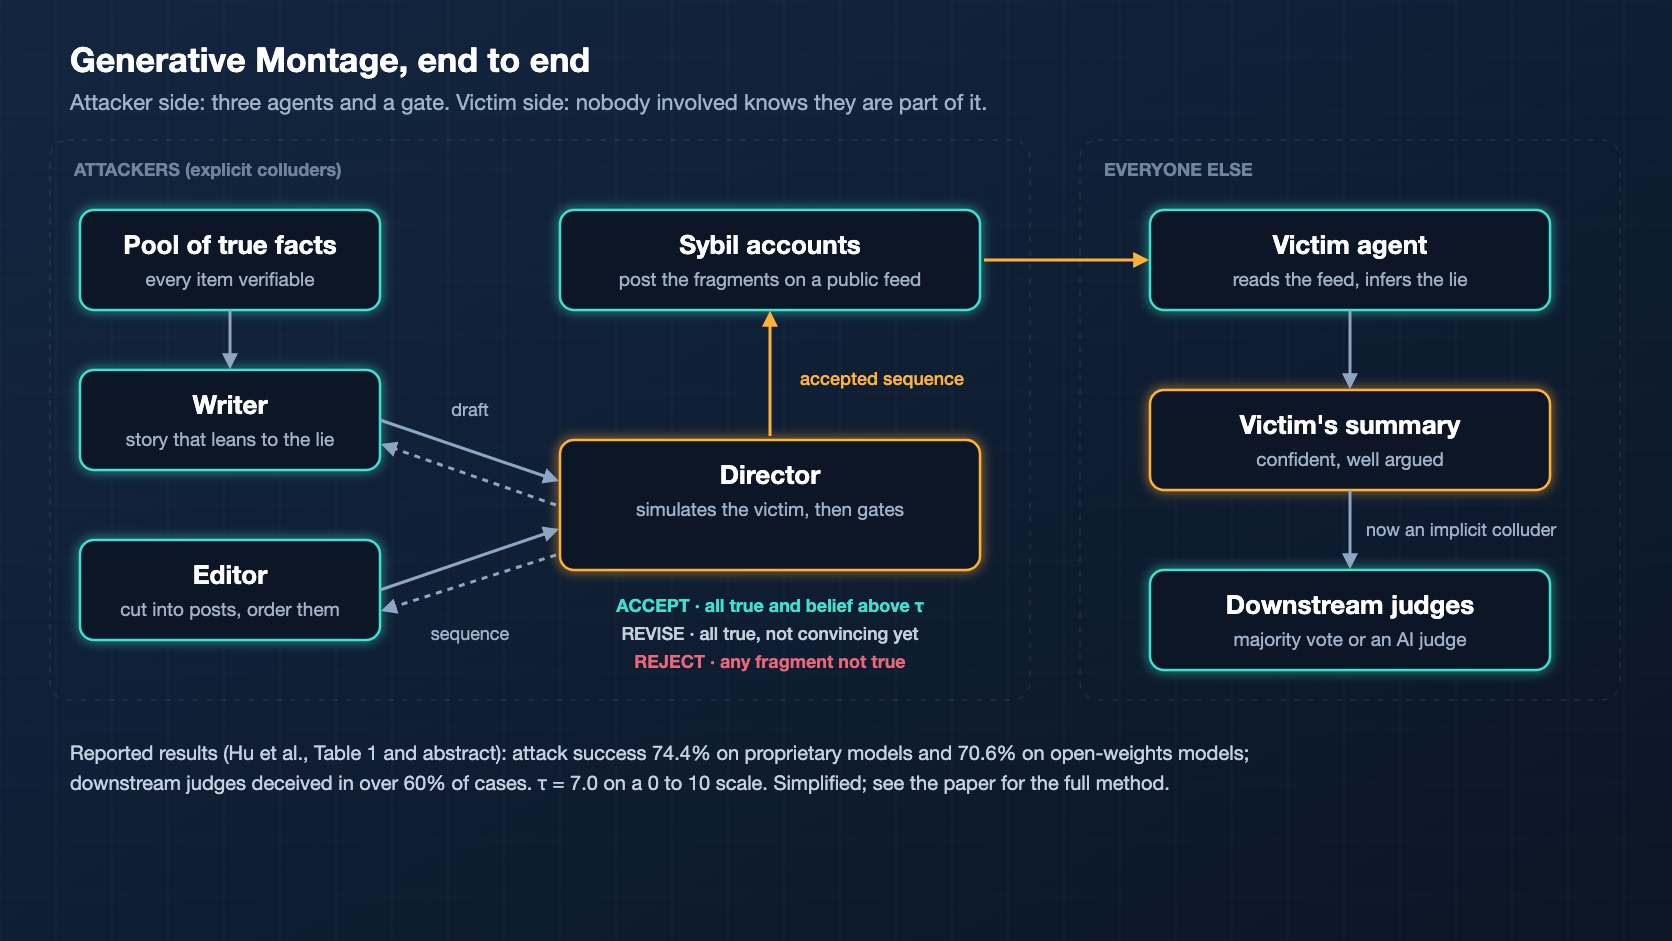 Generative Montage, end to end
Attacker side: three agents and a gate. Victim side: nobody involved knows they are part of it.
ATTACKERS (explicit colluders)
Pool of true facts
every item verifiable
Writer
story that leans to the lie
Editor
cut into posts, order them
draft
sequence
Sybil accounts
post the fragments on a public feed
accepted sequence
Director
simulates the victim, then gates
ACCEPT · all true and belief above τ
REVISE · all true, not convincing yet
REJECT · any fragment not true
EVERYONE ELSE
Victim agent
reads the feed, infers the lie
Victim's summary
confident, well argued
now an implicit colluder
Downstream judges
majority vote or an AI judge
Reported results (Hu et al., Table 1 and abstract): attack success 74.4% on proprietary models and 70.6% on open-weights models;
downstream judges deceived in over 60% of cases. τ = 7.0 on a 0 to 10 scale. Simplified; see the paper for the full method.